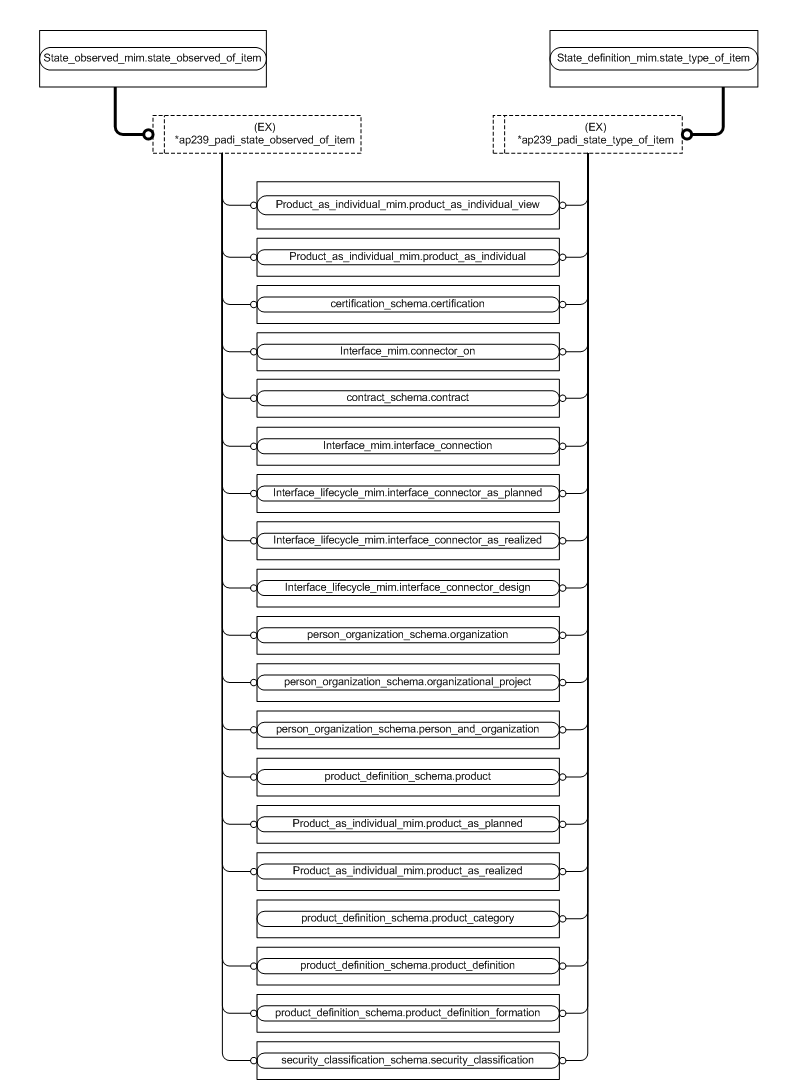 State_observed_mim.state_observed_of_item
State_definition_mim.state_type_of_item
(EX)
*ap239_padi_state_observed_of_item
(EX)
*ap239_padi_state_type_of_item
Product_as_individual_mim.product_as_individual_view
Product_as_individual_mim.product_as_individual
certification_schema.certification
Interface_mim.connector_on
contract_schema.contract
Interface_mim.interface_connection
Interface_lifecycle_mim.interface_connector_as_planned
Interface_lifecycle_mim.interface_connector_as_realized
Interface_lifecycle_mim.interface_connector_design
person_organization_schema.organization
person_organization_schema.organizational_project
person_organization_schema.person_and_organization
product_definition_schema.product
Product_as_individual_mim.product_as_planned
Product_as_individual_mim.product_as_realized
product_definition_schema.product_category
product_definition_schema.product_definition
product_definition_schema.product_definition_formation
security_classification_schema.security_classification